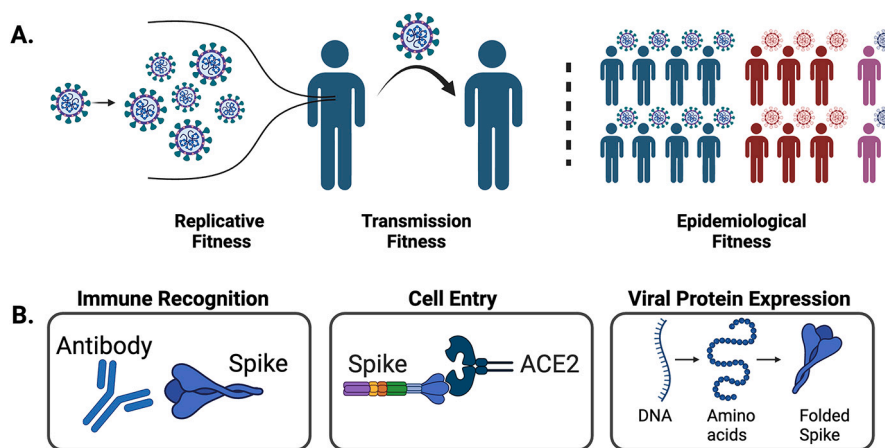 A.
Replicative
Fitness
Transmission
Fitness
Epidemiological
Fitness
B.
Immune Recognition
Antibody
Spike
Cell Entry
Spike
ACE2
Viral Protein Expression
DNA
Amino
acids
Folded
Spike